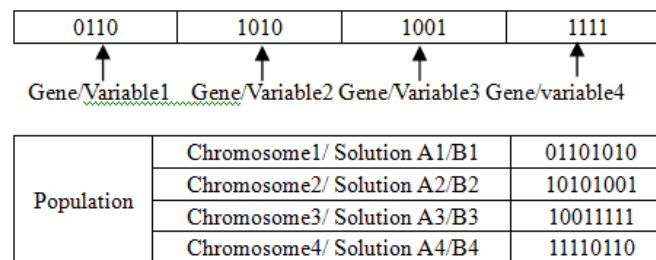 0110 1010 1001 1111
Gene/Variable1 Gene/Variable2 Gene/Variable3 Gene/variable4
Population
Chromosome1/ Solution A1/B1 01101010
Chromosome2/ Solution A2/B2 10101001
Chromosome3/ Solution A3/B3 10011111
Chromosome4/ Solution A4/B4 11110110